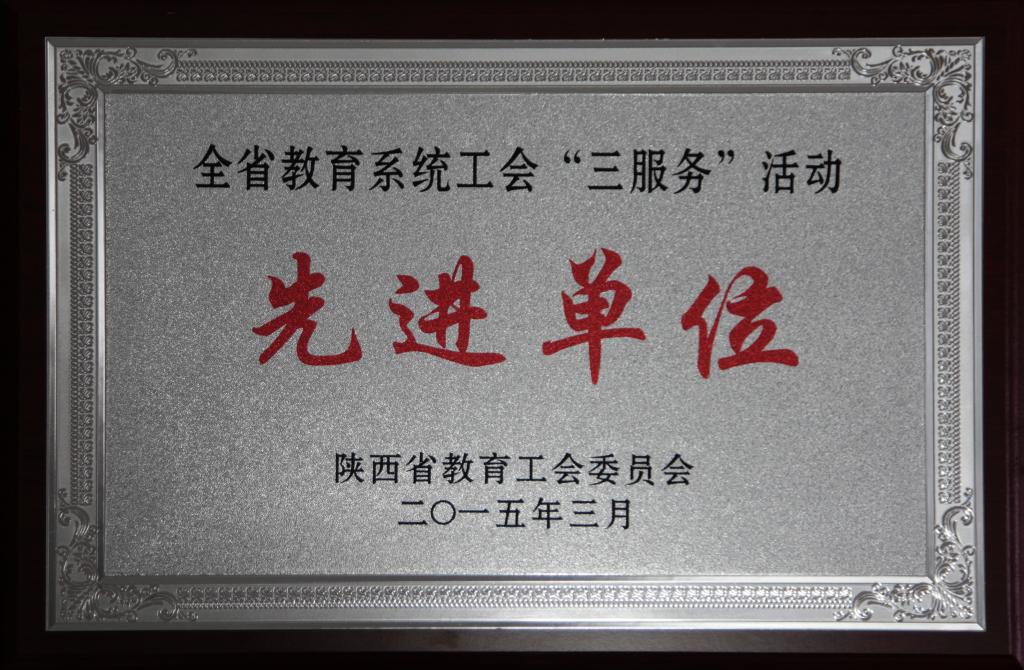 全省教育系统工会“三服务”活动
先进单位
陕西省教育工会委员会
二〇一五年三月